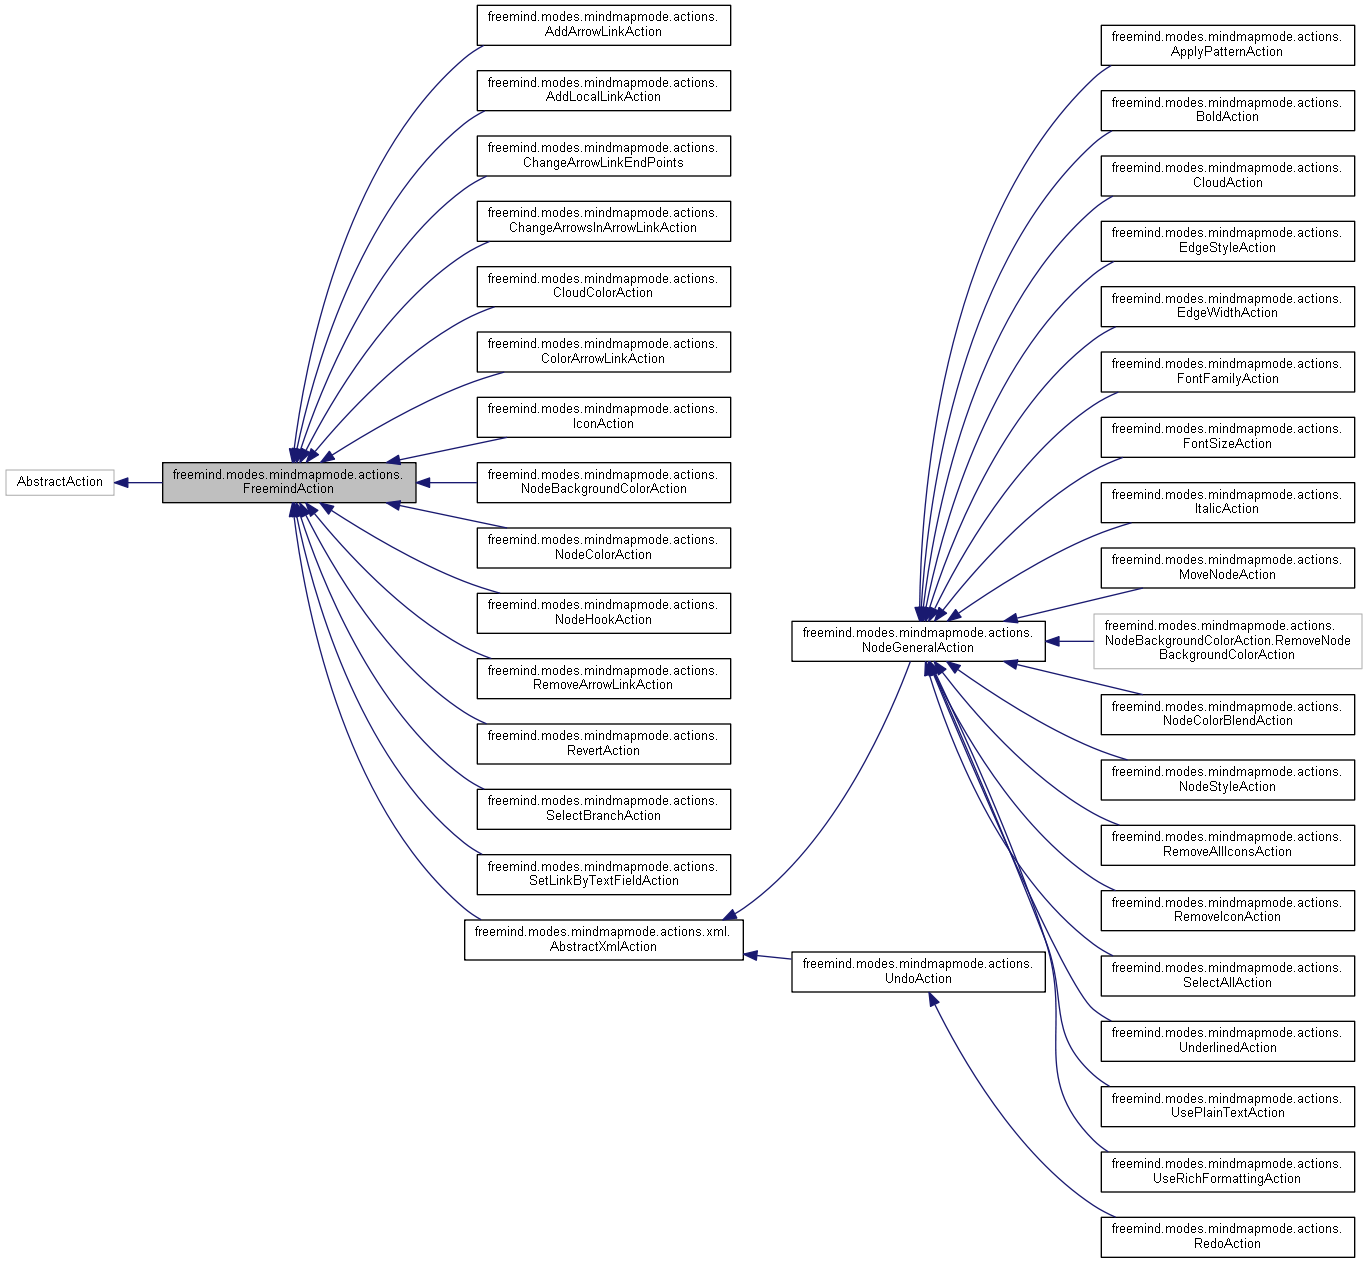 AbstractAction
freemind.modes.mindmapmode.actions.
FreemindAction
freemind.modes.mindmapmode.actions.
AddArrowLinkAction
freemind.modes.mindmapmode.actions.
AddLocalLinkAction
freemind.modes.mindmapmode.actions.
ChangeArrowLinkEndPoints
freemind.modes.mindmapmode.actions.
ChangeArrowsInArrowLinkAction
freemind.modes.mindmapmode.actions.
CloudColorAction
freemind.modes.mindmapmode.actions.
ColorArrowLinkAction
freemind.modes.mindmapmode.actions.
IconAction
freemind.modes.mindmapmode.actions.
NodeBackgroundColorAction
freemind.modes.mindmapmode.actions.
NodeColorAction
freemind.modes.mindmapmode.actions.
NodeHookAction
freemind.modes.mindmapmode.actions.
RemoveArrowLinkAction
freemind.modes.mindmapmode.actions.
RevertAction
freemind.modes.mindmapmode.actions.
SelectBranchAction
freemind.modes.mindmapmode.actions.
SetLinkByTextFieldAction
freemind.modes.mindmapmode.actions.xml.
AbstractXmlAction
freemind.modes.mindmapmode.actions.
NodeGeneralAction
freemind.modes.mindmapmode.actions.
UndoAction
freemind.modes.mindmapmode.actions.
ApplyPatternAction
freemind.modes.mindmapmode.actions.
BoldAction
freemind.modes.mindmapmode.actions.
CloudAction
freemind.modes.mindmapmode.actions.
EdgeStyleAction
freemind.modes.mindmapmode.actions.
EdgeWidthAction
freemind.modes.mindmapmode.actions.
FontFamilyAction
freemind.modes.mindmapmode.actions.
FontSizeAction
freemind.modes.mindmapmode.actions.
ItalicAction
freemind.modes.mindmapmode.actions.
MoveNodeAction
freemind.modes.mindmapmode.actions.
NodeBackgroundColorAction.RemoveNode
BackgroundColorAction
freemind.modes.mindmapmode.actions.
NodeColorBlendAction
freemind.modes.mindmapmode.actions.
NodeStyleAction
freemind.modes.mindmapmode.actions.
RemoveAllIconsAction
freemind.modes.mindmapmode.actions.
RemoveIconAction
freemind.modes.mindmapmode.actions.
SelectAllAction
freemind.modes.mindmapmode.actions.
UnderlinedAction
freemind.modes.mindmapmode.actions.
UsePlainTextAction
freemind.modes.mindmapmode.actions.
UseRichFormattingAction
freemind.modes.mindmapmode.actions.
RedoAction